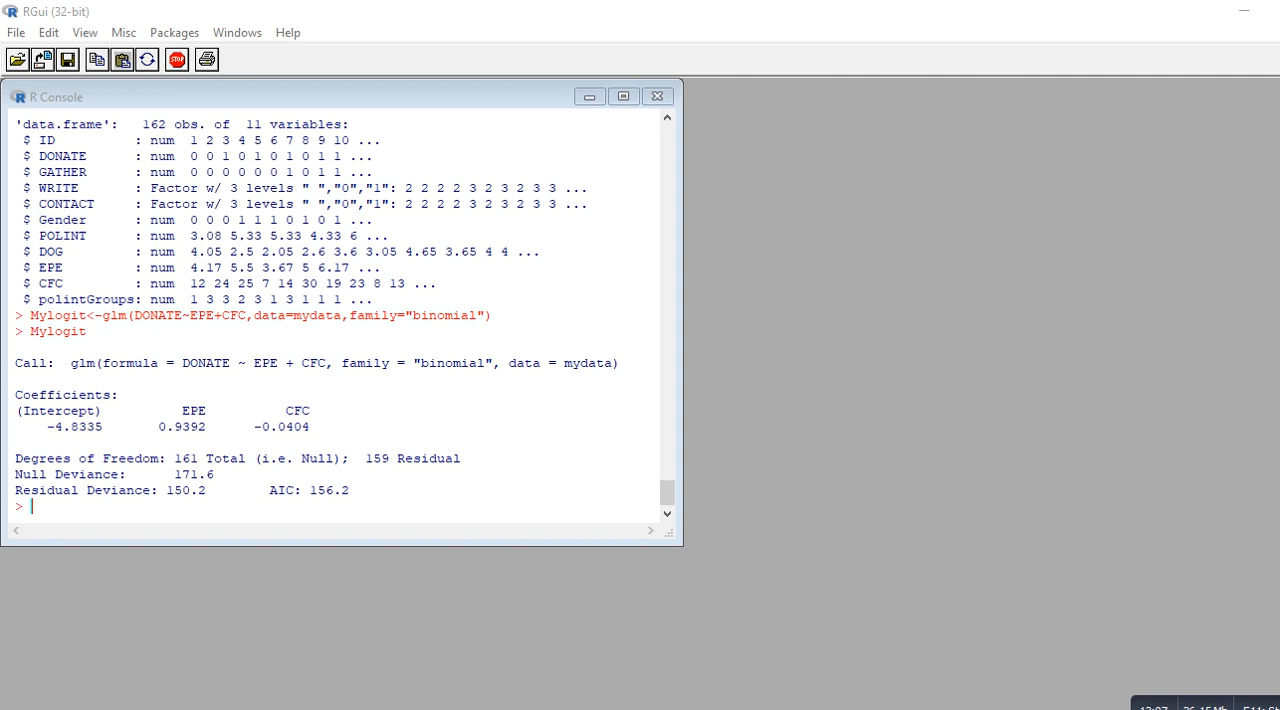 RGui (32-bit)
File Edit View Misc Packages Windows Help
STOP
R Console
'data.frame':   162 obs. of  11 variables:
 $ ID          : num  1 2 3 4 5 6 7 8 9 10 ...
 $ DONATE      : num  0 0 1 0 1 0 1 0 1 1 ...
 $ GATHER      : num  0 0 0 0 0 0 1 0 1 1 ...
 $ WRITE       : Factor w/ 3 levels " ","0","1": 2 2 2 2 3 2 3 2 3 3 ...
 $ CONTACT     : Factor w/ 3 levels " ","0","1": 2 2 2 2 3 2 3 2 3 3 ...
 $ Gender      : num  0 0 0 1 1 1 0 1 0 1 ...
 $ POLINT      : num  3.08 5.33 5.33 4.33 6 ...
 $ DOG         : num  4.05 2.5 2.05 2.6 3.6 3.05 4.65 3.65 4 4 ...
 $ EPE         : num  4.17 5.5 3.67 5 6.17 ...
 $ CFC         : num  12 24 25 7 14 30 19 23 8 13 ...
 $ polintGroups: num  1 3 3 2 3 1 3 1 1 1 ...
> Mylogit<-glm(DONATE~EPE+CFC,data=mydata,family="binomial")
> Mylogit
Call:  glm(formula = DONATE ~ EPE + CFC, family = "binomial", data = mydata)
Coefficients:
(Intercept)          EPE          CFC
    -4.8335       0.9392      -0.0404
Degrees of Freedom: 161 Total (i.e. Null);  159 Residual
Null Deviance:      171.6
Residual Deviance: 150.2       AIC: 156.2
>